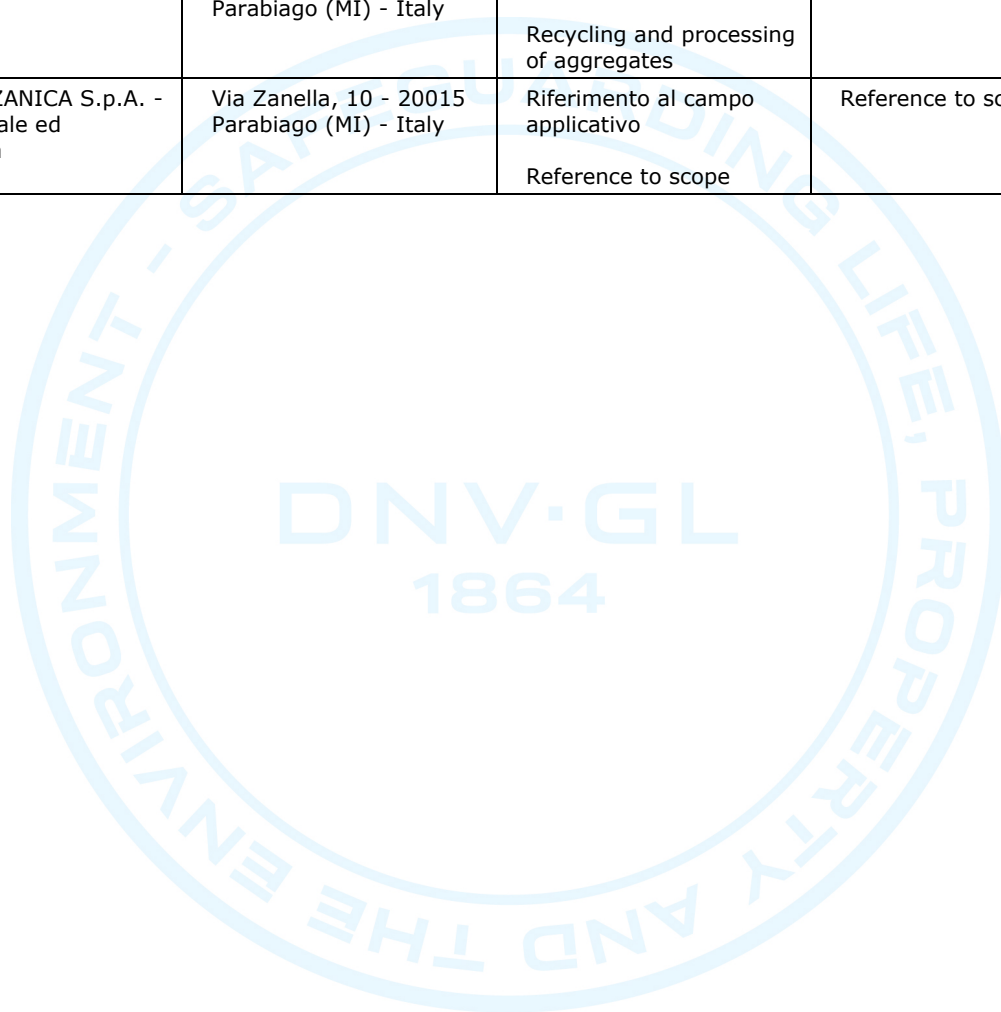 Parabiago (MI) - Italy
Recycling and processing
of aggregates
ZANICA S.p.A. -
ale ed
Via Zanella, 10 - 20015
Parabiago (MI) - Italy
Riferimento al campo
applicativo
Reference to scope
Reference to sc
SAFEGUARDING LIFE, PROPERTY AND THE ENVIRONMENT -
DNV·GL
1864